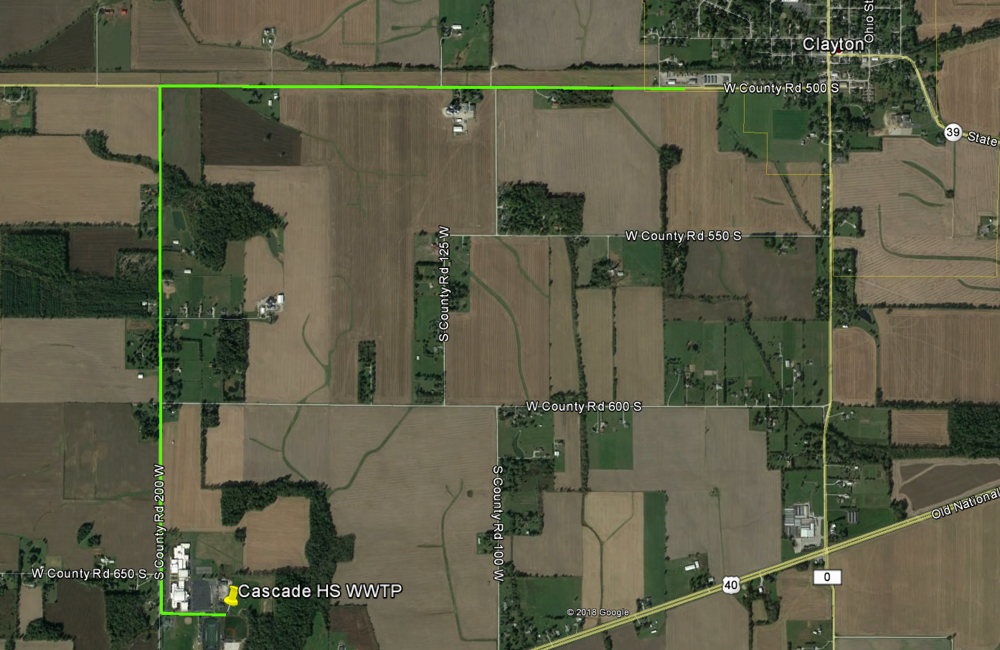 Ohio St
Clayton
W County Rd 500 S
39
State
W County Rd 550 S
S County Rd 125 W
W County Rd 600 S
S County Rd 200 W
S County Rd 100 W
Old National
W County Rd 650 S
0
40
Cascade HS WWTP
© 2018 Google